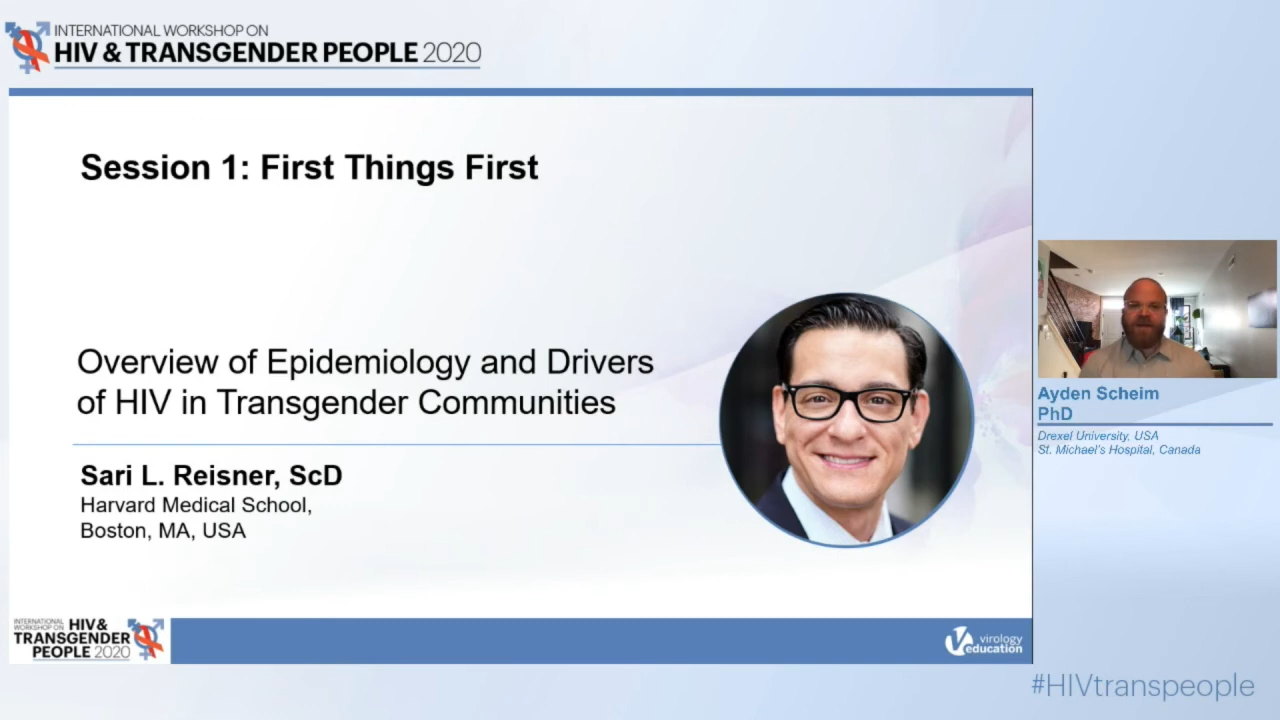 INTERNATIONAL WORKSHOP ON
HIV & TRANSGENDER PEOPLE 2020
Session 1: First Things First
Overview of Epidemiology and Drivers
of HIV in Transgender Communities
Sari L. Reisner, ScD
Harvard Medical School,
Boston, MA, USA
Ayden Scheim
PhD
Drexel University, USA
St. Michael's Hospital, Canada
INTERNATIONAL
WORKSHOP ON HIV &
TRANSGENDER
PEOPLE 2020
virology
education
#HIVtranspeople